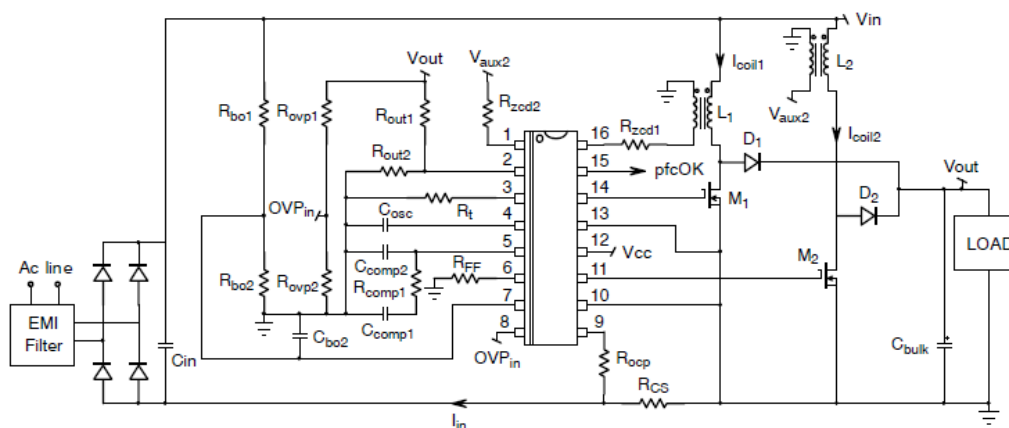 Vin
Vout
Vaux2
Icoil1
L2
Rbo1
Rovp1
Rout1
Rzcd2
L1
Vaux2
1
16
Rzcd1
D1
Icoil2
Rout2
2
15
pfcOK
Vout
3
14
M1
D2
OVPin
Rt
Cosc
4
13
LOAD
5
12
Vcc
M2
Ac line
Ccomp2
RFF
6
11
Rbo2
Rovp2
Rcomp1
7
10
EMI
Filter
Cin
Cbo2
Ccomp1
8
9
OVPin
Rocp
Cbulk
RCS
Iin